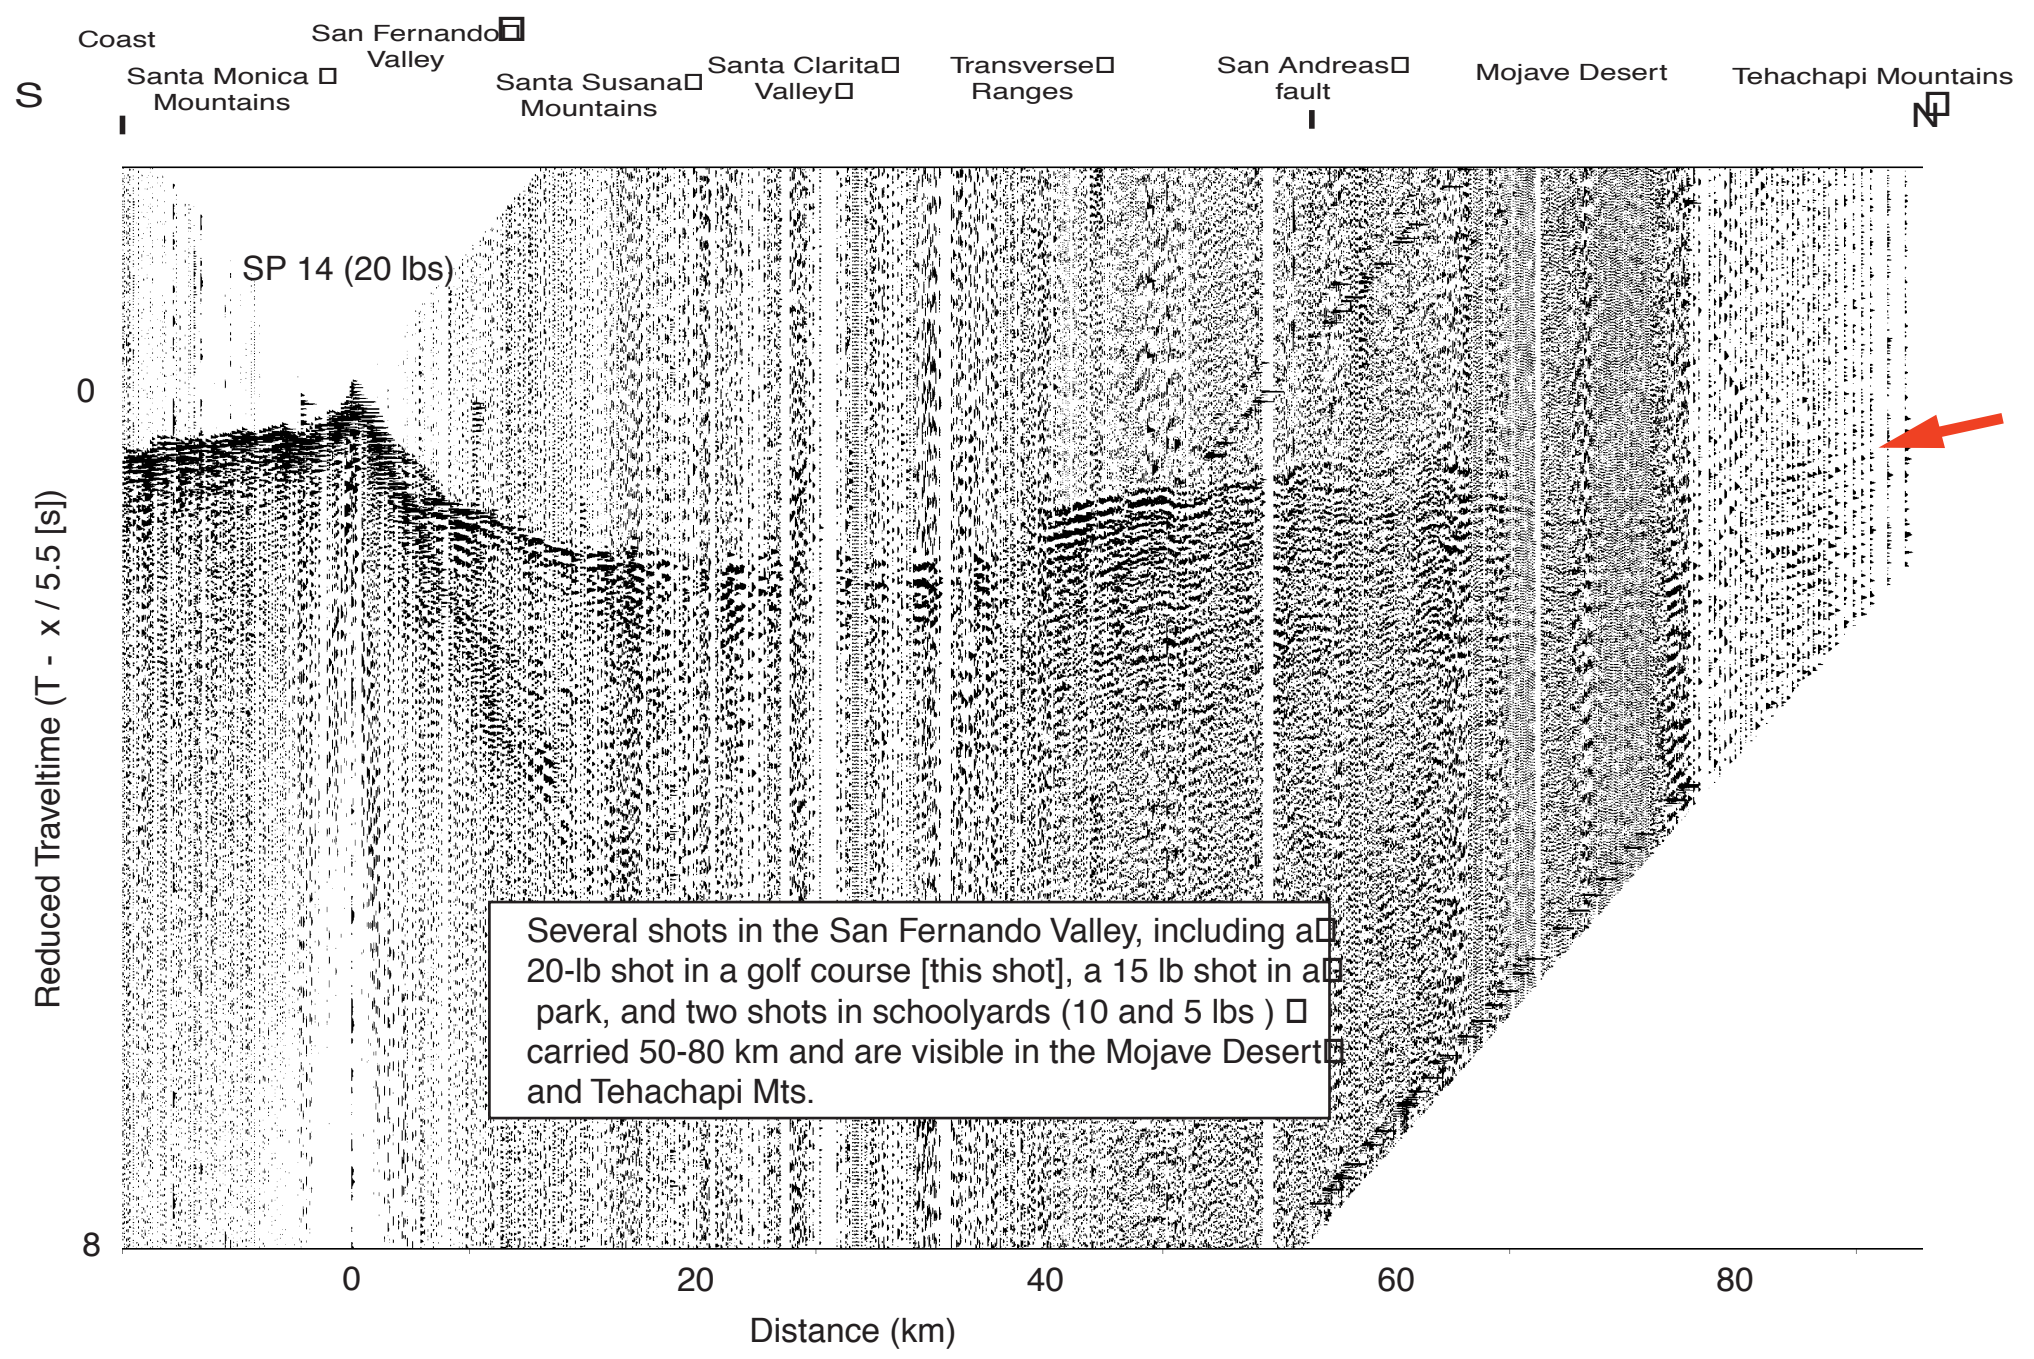 Coast
San Fernando
Valley
Santa Monica
Mountains
Santa Susana
Mountains
Santa Clarita
Valley
Transverse
Ranges
San Andreas
fault
Mojave Desert
Tehachapi Mountains
S
N
SP 14 (20 lbs)
0
Reduced Traveltime (T - x / 5.5 [s])
8
Several shots in the San Fernando Valley, including a
20-lb shot in a golf course [this shot], a 15 lb shot in a
park, and two shots in schoolyards (10 and 5 lbs )
carried 50-80 km and are visible in the Mojave Desert
and Tehachapi Mts.
0 20 40 60 80
Distance (km)